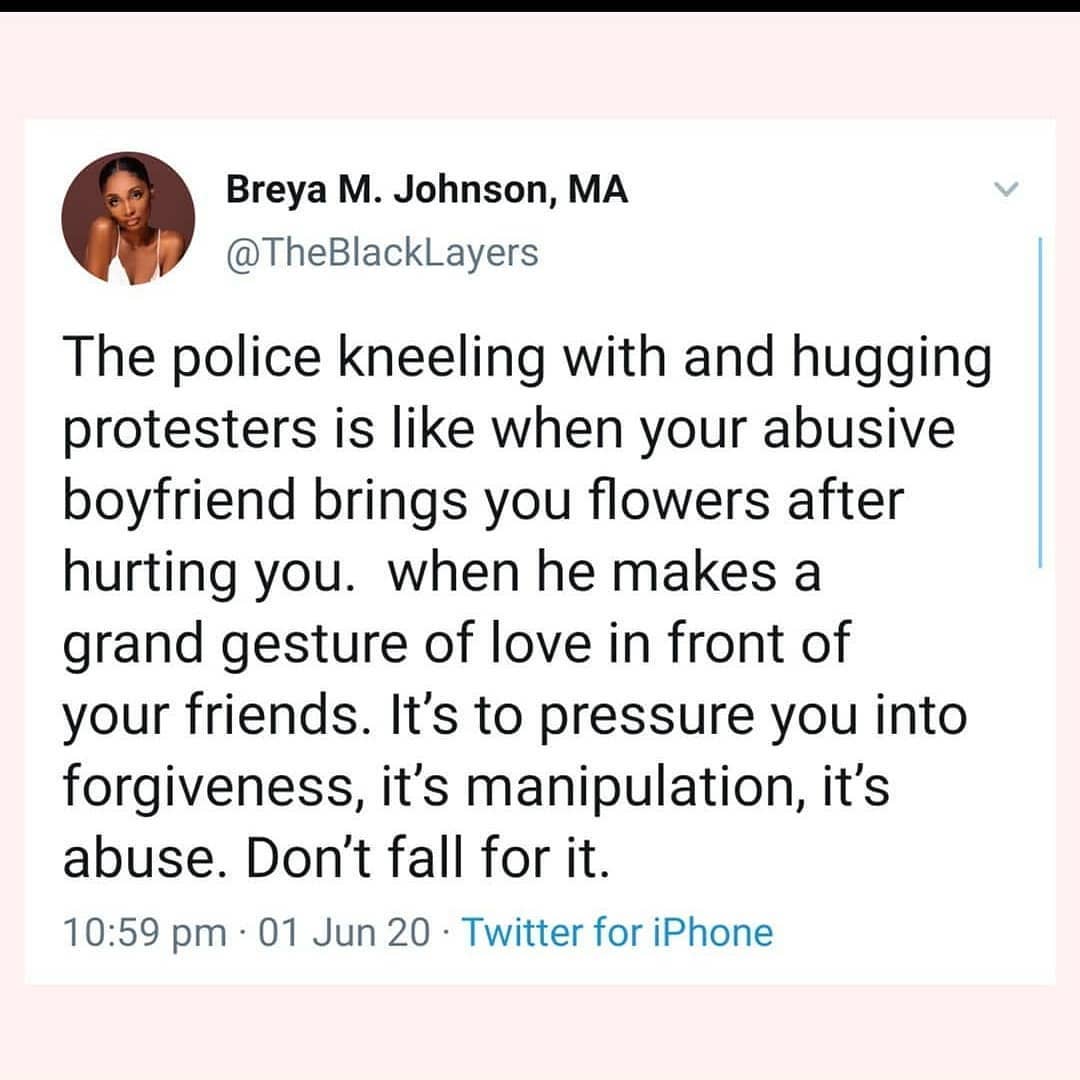 Breya M. Johnson, MA
@TheBlackLayers
The police kneeling with and hugging
protesters is like when your abusive
boyfriend brings you flowers after
hurting you.  when he makes a
grand gesture of love in front of
your friends. It’s to pressure you into
forgiveness, it’s manipulation, it’s
abuse. Don’t fall for it.
10:59 pm · 01 Jun 20 · Twitter for iPhone